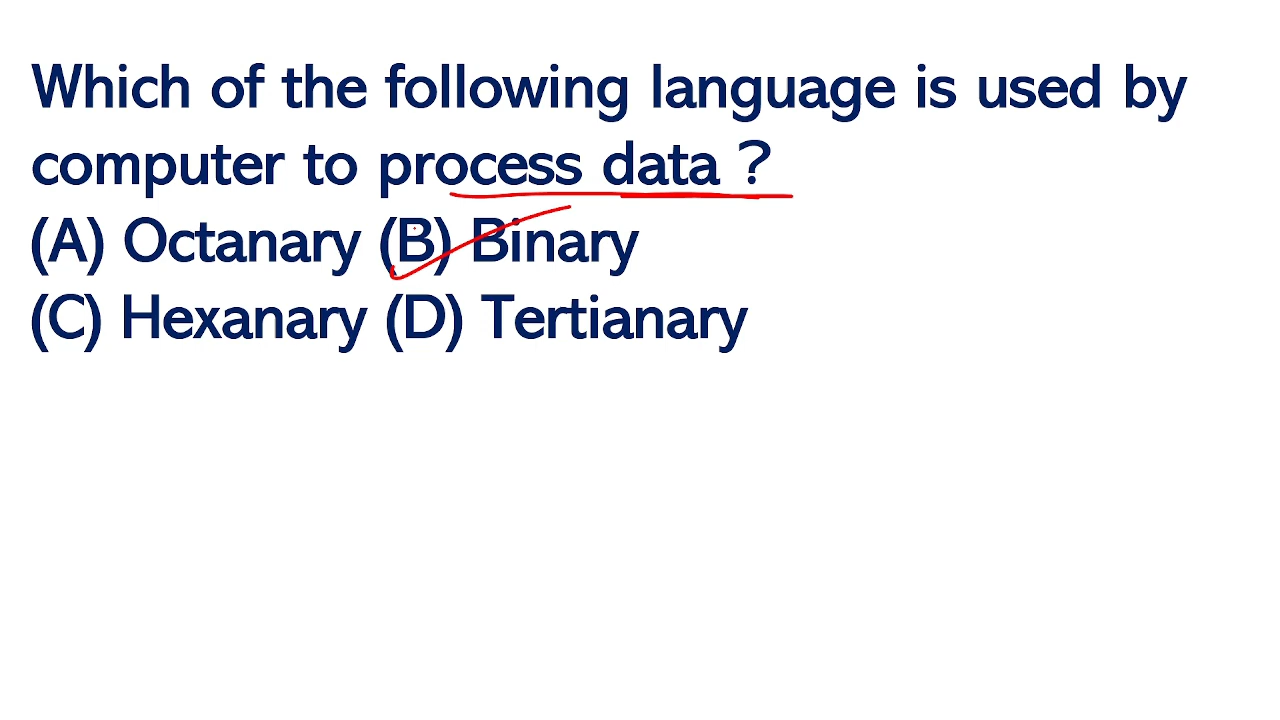 Which of the following language is used by
computer to process data ?
(A) Octanary (B) Binary
(C) Hexanary (D) Tertianary